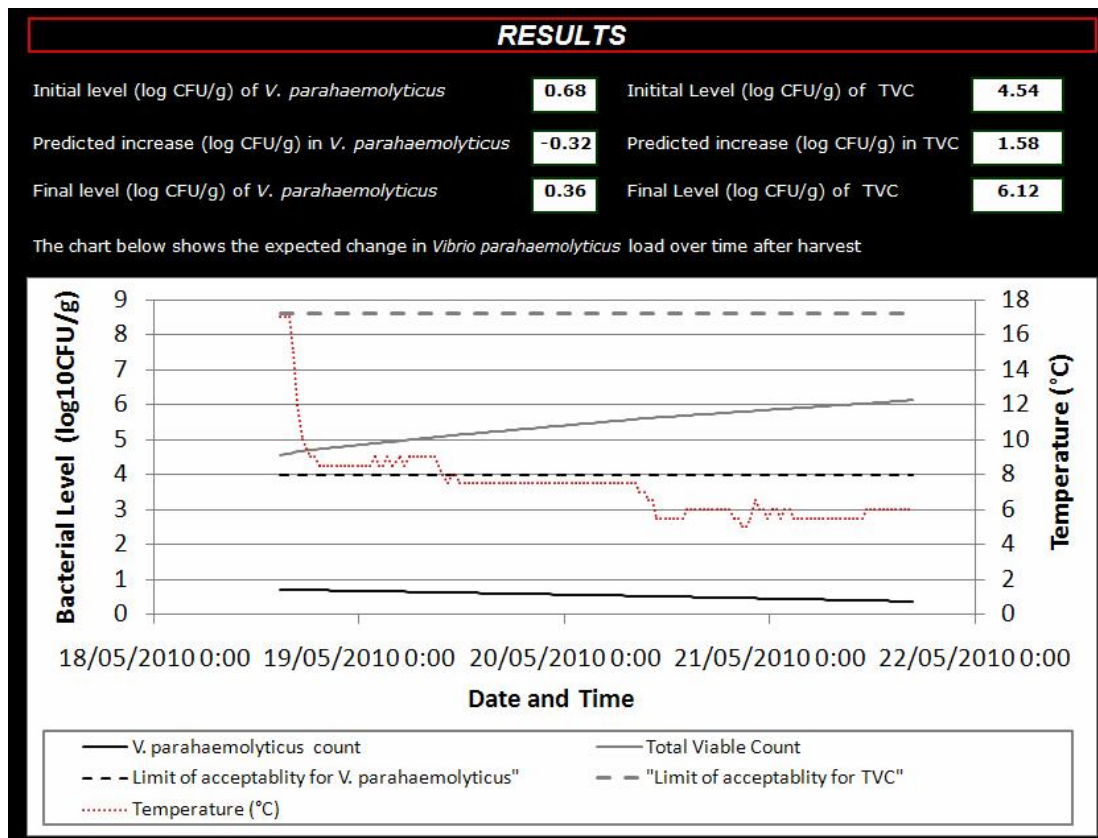 RESULTS
Initial level (log CFU/g) of V. parahaemolyticus 0.68 Initital Level (log CFU/g) of TVC 4.54
Predicted increase (log CFU/g) in V. parahaemolyticus -0.32 Predicted increase (log CFU/g) in TVC 1.58
Final level (log CFU/g) of V. parahaemolyticus 0.36 Final Level (log CFU/g) of TVC 6.12
The chart below shows the expected change in Vibrio parahaemolyticus load over time after harvest
Bacterial Level (log10CFU/g)
9
8
7
6
5
4
3
2
1
0
18
16
14
12
10
8
6
4
2
0
Temperature (°C)
18/05/2010 0:00 19/05/2010 0:00 20/05/2010 0:00 21/05/2010 0:00 22/05/2010 0:00
Date and Time
V. parahaemolyticus count
Total Viable Count
Limit of acceptablity for V. parahaemolyticus"
"Limit of acceptablity for TVC"
Temperature (°C)